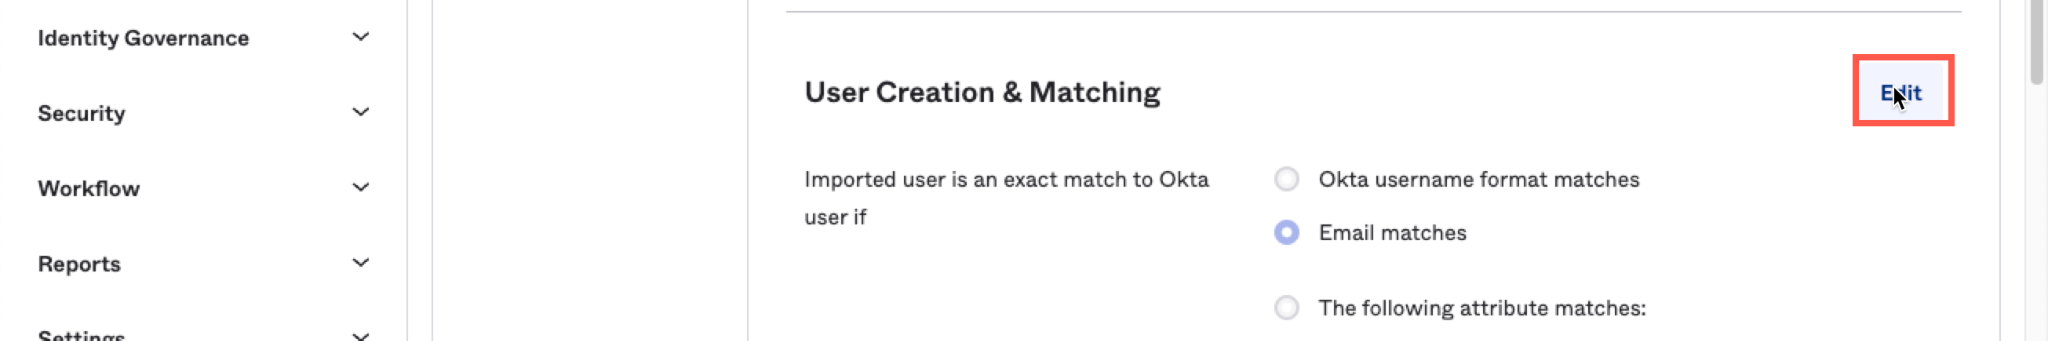 Identity Governance
Security
Workflow
Reports
Settings
User Creation & Matching
Edit
Imported user is an exact match to Okta
user if
Okta username format matches
Email matches
The following attribute matches: